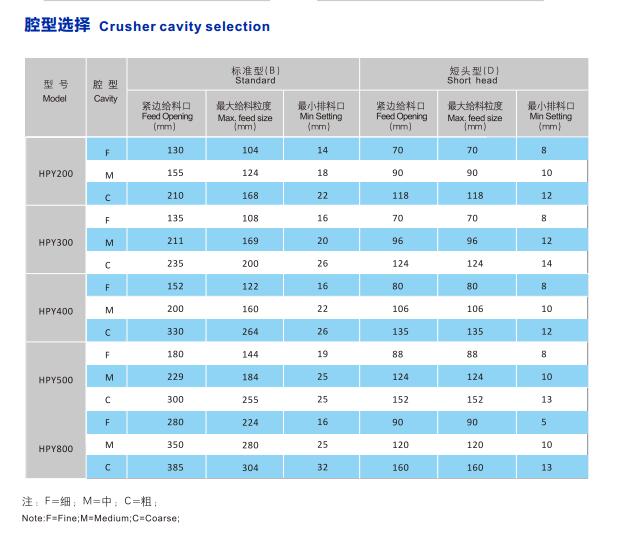 腔型选择 Crusher cavity selection
型 号 腔 型 标准型(B) 短头型(D)
Model Cavity Standard Short head
紧边给料口 最大给料粒度 最小排料口 紧边给料口 最大给料粒度 最小排料口
Feed Opening Max. feed size Min Setting Feed Opening Max. feed size Min Setting
(mm) (mm) (mm) (mm) (mm) (mm)
HPY200
F 130 104 14 70 70 8
M 155 124 18 90 90 10
C 210 168 22 118 118 12
HPY300
F 135 108 16 70 70 8
M 211 169 20 96 96 12
C 235 200 26 124 124 14
HPY400
F 152 122 16 80 80 8
M 200 160 22 106 106 10
C 330 264 26 135 135 12
HPY500
F 180 144 19 88 88 8
M 229 184 25 124 124 10
C 300 255 25 152 152 13
HPY800
F 280 224 16 90 90 5
M 350 280 25 120 120 10
C 385 304 32 160 160 13
注：F=细；M=中；C=粗；
Note:F=Fine;M=Medium;C=Coarse;